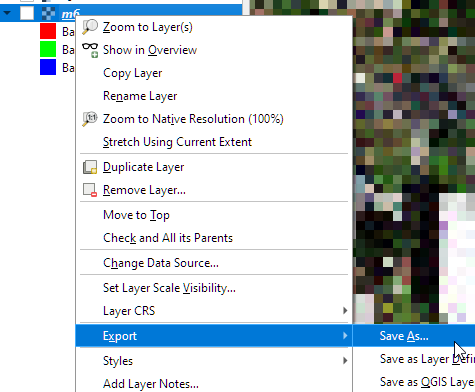 m6
Zoom to Layer(s)
Ba
Show in Overview
Ba
Copy Layer
Ba
Rename Layer
Zoom to Native Resolution (100%)
Stretch Using Current Extent
Duplicate Layer
Remove Layer...
Move to Top
Check and All its Parents
Change Data Source...
Set Layer Scale Visibility...
Layer CRS
Export
Save As...
Styles
Save as Layer Defin
Add Layer Notes...
Save as QGIS Laye